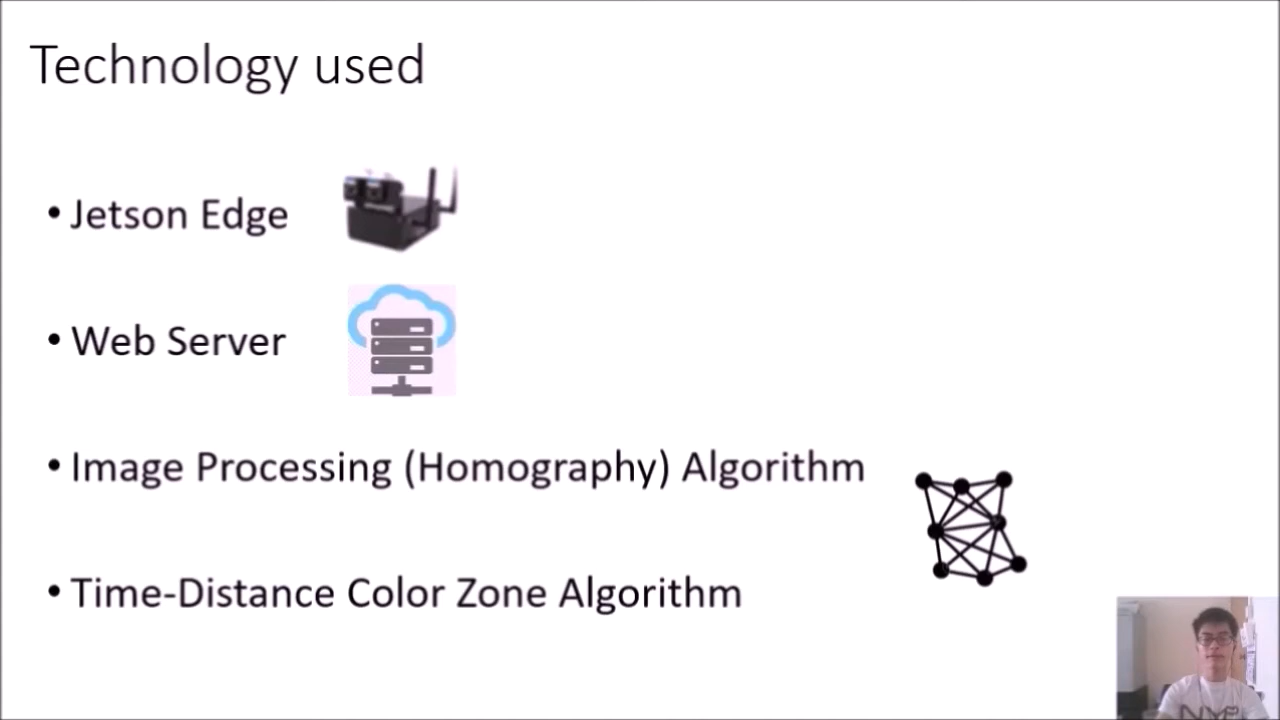 Technology used
• Jetson Edge
• Web Server
• Image Processing (Homography) Algorithm
• Time-Distance Color Zone Algorithm